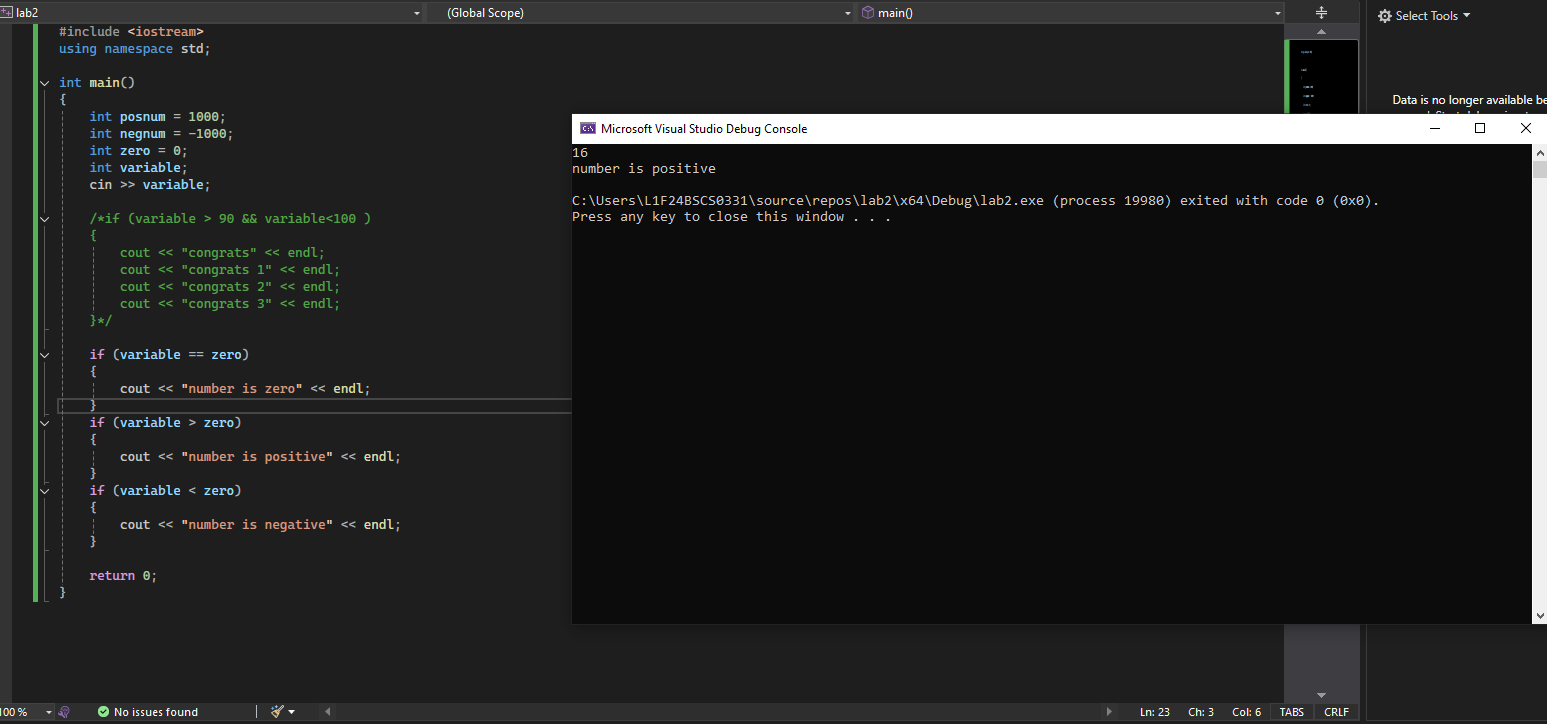 lab2
(Global Scope)
main()
Select Tools
#include <iostream>
using namespace std;
int main()
{
int posnum = 1000;
int negnum = -1000;
int zero = 0;
int variable;
cin >> variable;
/*if (variable > 90 && variable<100 )
{
cout << "congrats" << endl;
cout << "congrats 1" << endl;
cout << "congrats 2" << endl;
cout << "congrats 3" << endl;
}*/
if (variable == zero)
{
cout << "number is zero" << endl;
}
if (variable > zero)
{
cout << "number is positive" << endl;
}
if (variable < zero)
{
cout << "number is negative" << endl;
}
return 0;
}
Data is no longer available be
Microsoft Visual Studio Debug Console
16
number is positive
C:\Users\L1F24BSCS0331\source\repos\lab2\x64\Debug\lab2.exe (process 19980) exited with code 0 (0x0).
Press any key to close this window . . .
100 %
No issues found
Ln: 23
Ch: 3
Col: 6
TABS
CRLF